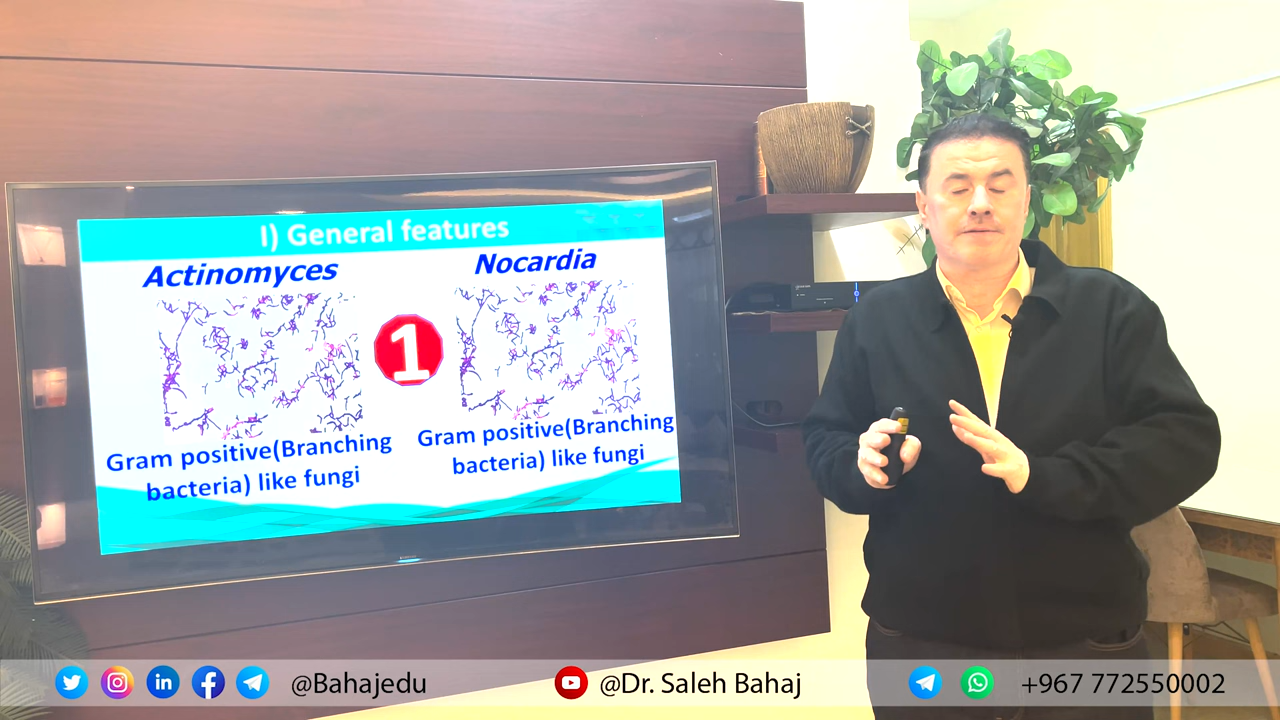 I) General features
Actinomyces
Nocardia
1
Gram positive(Branching
bacteria) like fungi
Gram positive(Branching
bacteria) like fungi
@Bahajedu
@Dr. Saleh Bahaj
+967 772550002